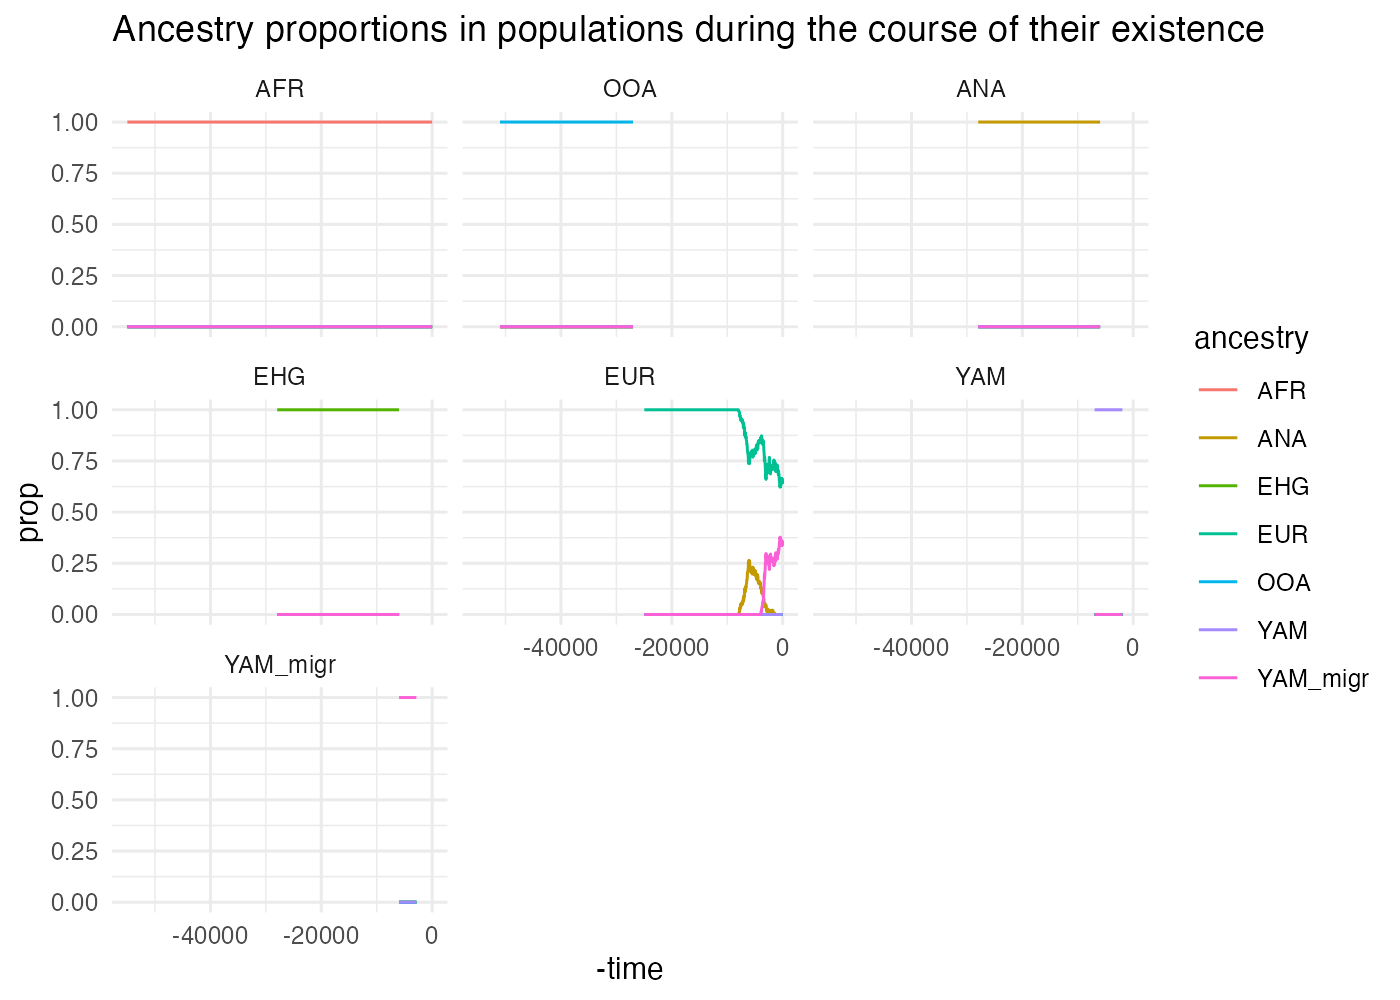 Ancestry proportions in populations during the course of their existence
AFR
OOA
ANA
1.00
0.75
0.50
0.25
0.00
EHG
EUR
YAM
1.00
0.75
0.50
0.25
0.00
-40000
-20000
0
-40000
-20000
0
YAM_migr
1.00
0.75
0.50
0.25
0.00
-40000
-20000
0
prop
-time
ancestry
AFR
ANA
EHG
EUR
OOA
YAM
YAM_migr